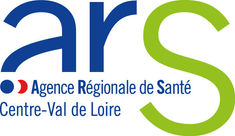 ars
Agence Régionale de Santé
Centre-Val de Loire